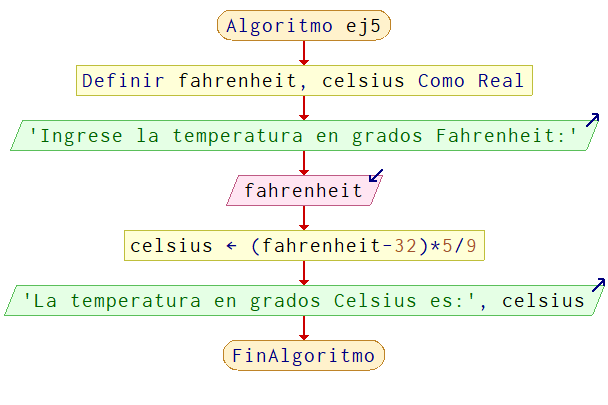 Algoritmo ej5
Definir fahrenheit, celsius Como Real
'Ingrese la temperatura en grados Fahrenheit:'
fahrenheit
celsius ← (fahrenheit-32)*5/9
'La temperatura en grados Celsius es:', celsius
FinAlgoritmo